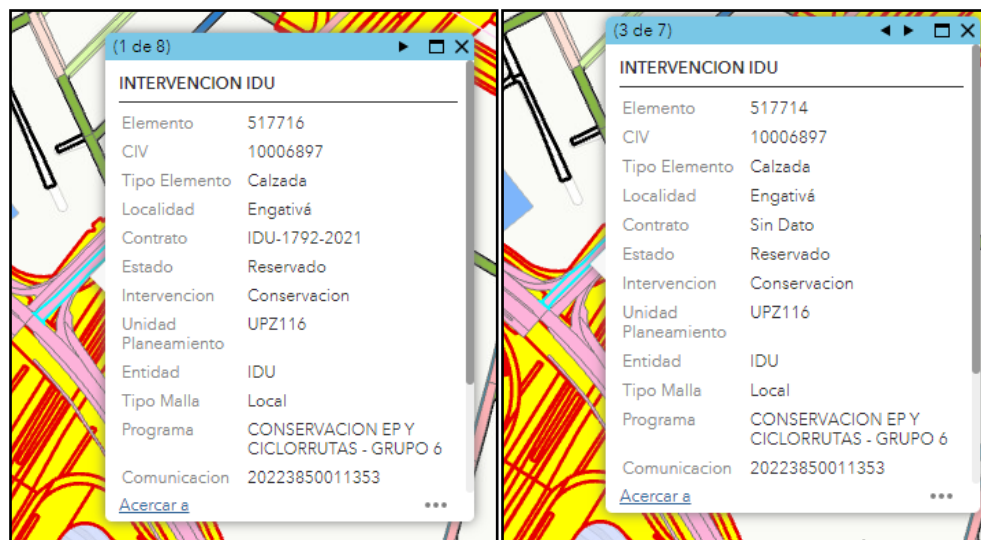 (1 de 8)
INTERVENCION IDU
Elemento 517716
CIV 10006897
Tipo Elemento Calzada
Localidad Engativá
Contrato IDU-1792-2021
Estado Reservado
Intervencion Conservacion
Unidad Planeamiento UPZ116
Entidad IDU
Tipo Malla Local
Programa CONSERVACION EP Y
CICLORRUTAS - GRUPO 6
Comunicacion 20223850011353
Acercar a
(3 de 7)
INTERVENCION IDU
Elemento 517714
CIV 10006897
Tipo Elemento Calzada
Localidad Engativá
Contrato Sin Dato
Estado Reservado
Intervencion Conservacion
Unidad Planeamiento UPZ116
Entidad IDU
Tipo Malla Local
Programa CONSERVACION EP Y
CICLORRUTAS - GRUPO 6
Comunicacion 20223850011353
Acercar a